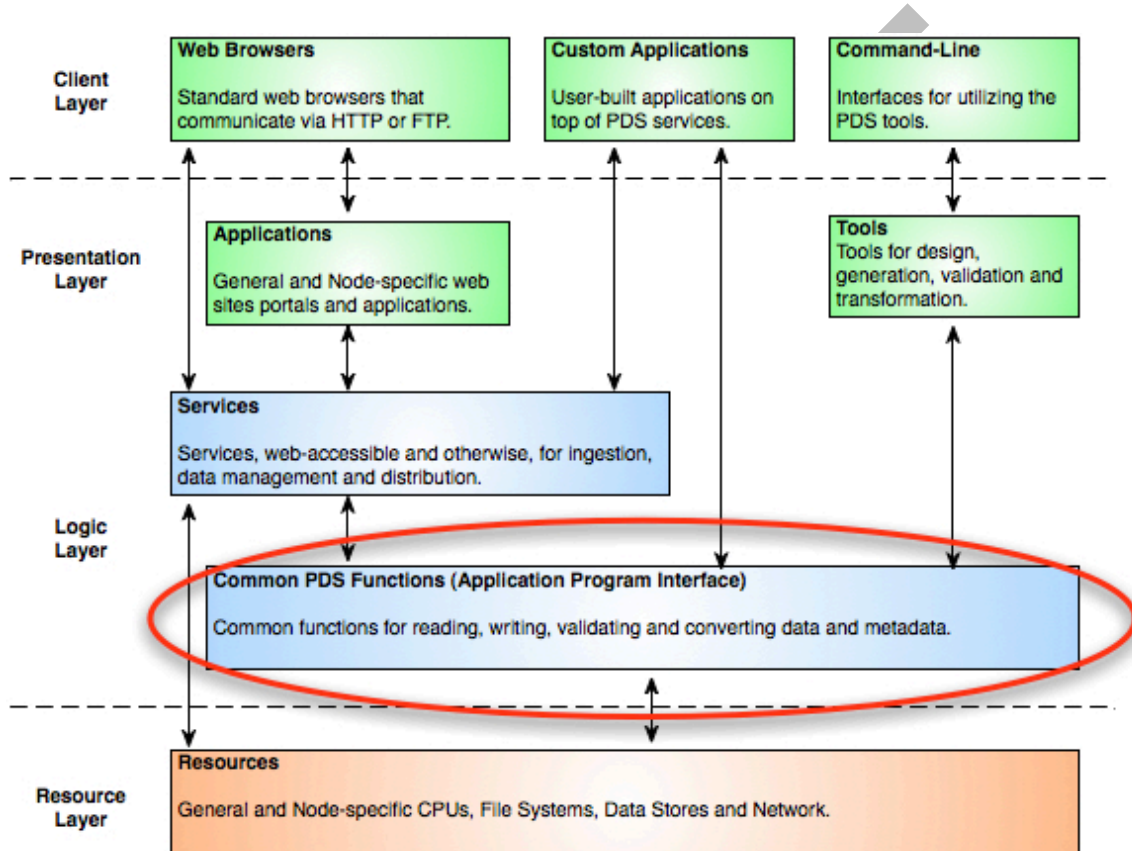 Client
Layer
Web Browsers
Standard web browsers that
communicate via HTTP or FTP.
Custom Applications
User-built applications on
top of PDS services.
Command-Line
Interfaces for utilizing the
PDS tools.
Presentation
Layer
Applications
General and Node-specific web
sites portals and applications.
Tools
Tools for design,
generation, validation and
transformation.
Logic
Layer
Services
Services, web-accessible and otherwise, for ingestion,
data management and distribution.
Common PDS Functions (Application Program Interface)
Common functions for reading, writing, validating and converting data and metadata.
Resource
Layer
Resources
General and Node-specific CPUs, File Systems, Data Stores and Network.